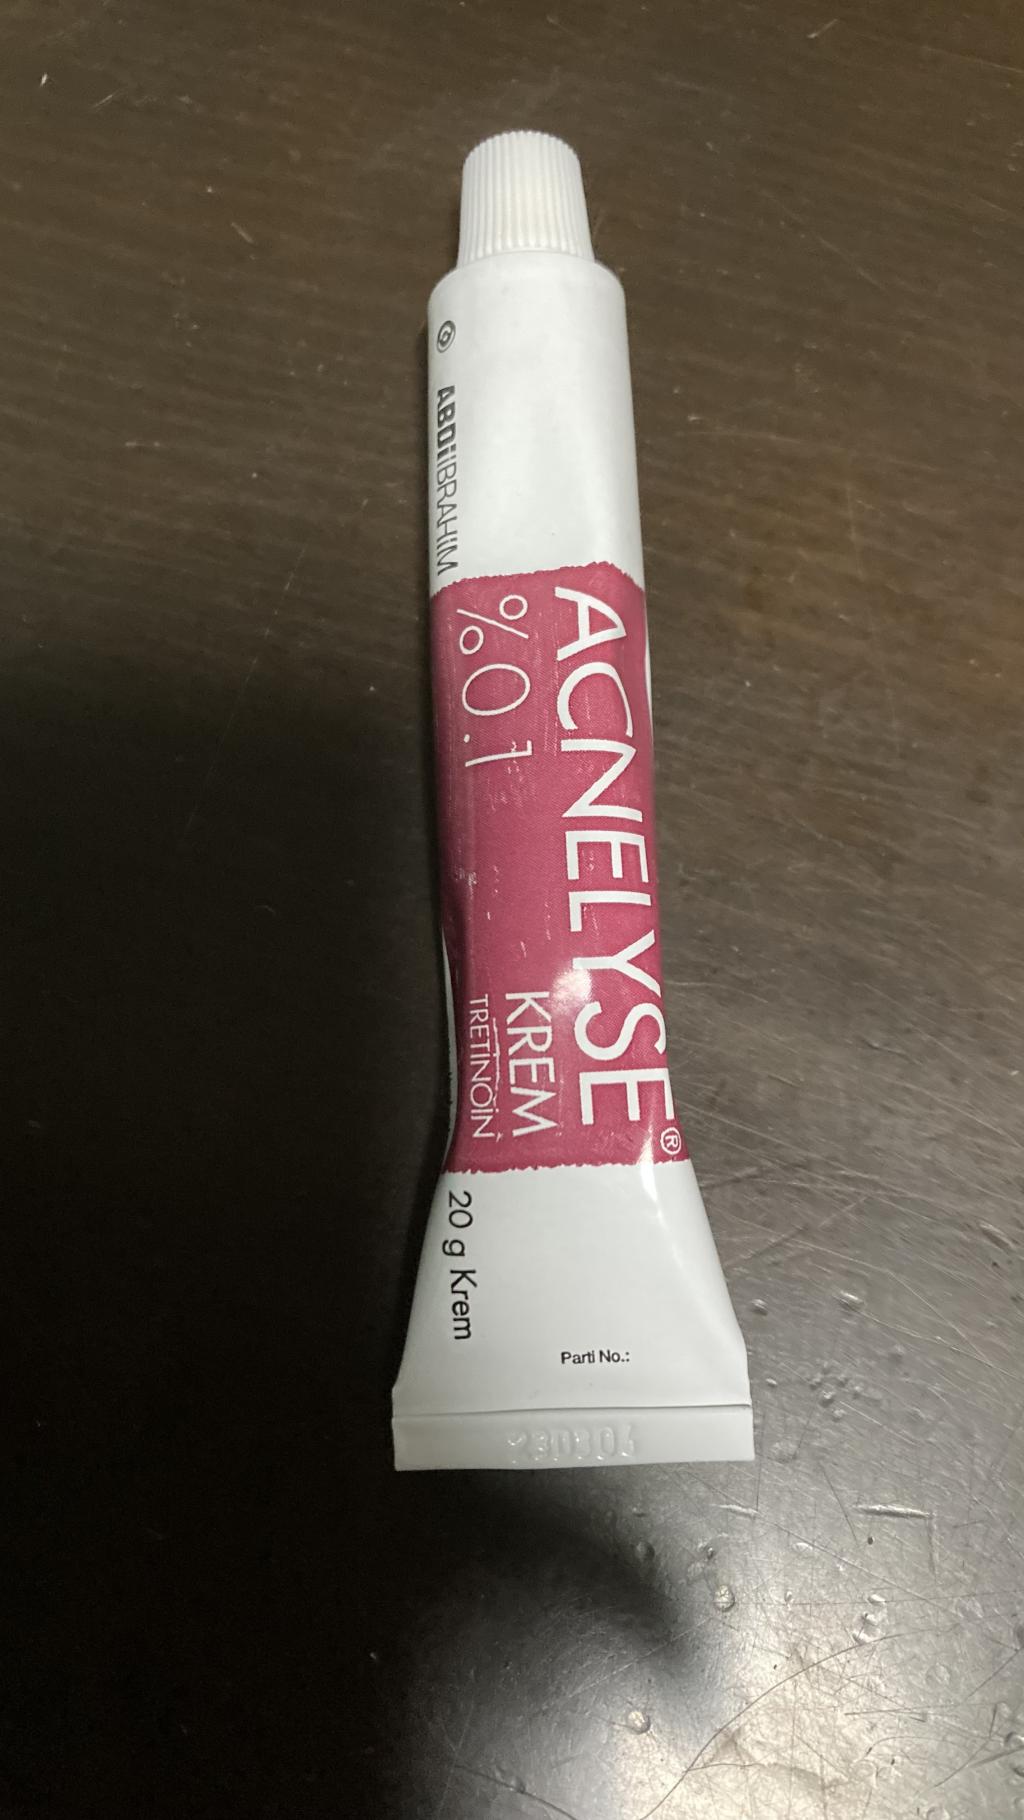 ABDİİBRAHİM
ACNELYSE®
%0.1
KREM
TRETİNOİN
20 g Krem
Parti No.: